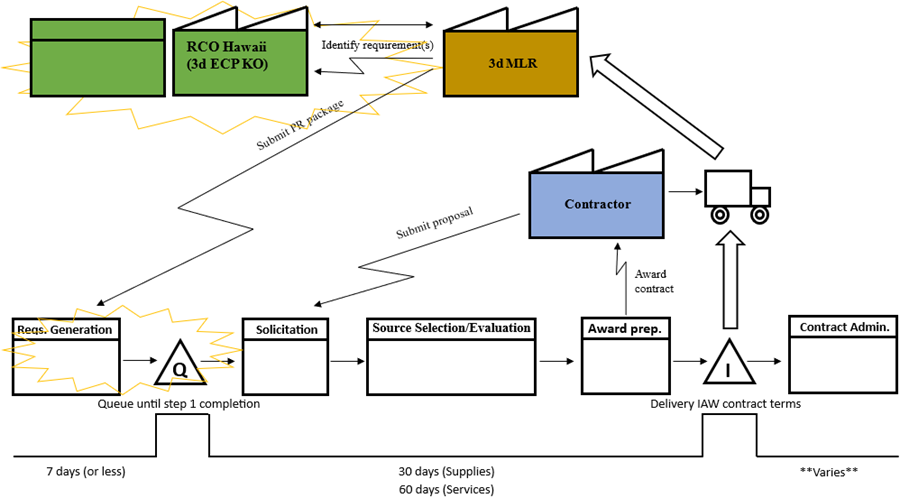 RCO Hawaii
(3d ECP KO)
Identify requirement(s)
3d MLR
Submit PR package
Contractor
Submit proposal
Award
contract
Reqs. Generation
Solicitation
Source Selection/Evaluation
Award prep.
Contract Admin.
Q
I
Queue until step 1 completion
Delivery IAW contract terms
7 days (or less)
30 days (Supplies)
60 days (Services)
**Varies**